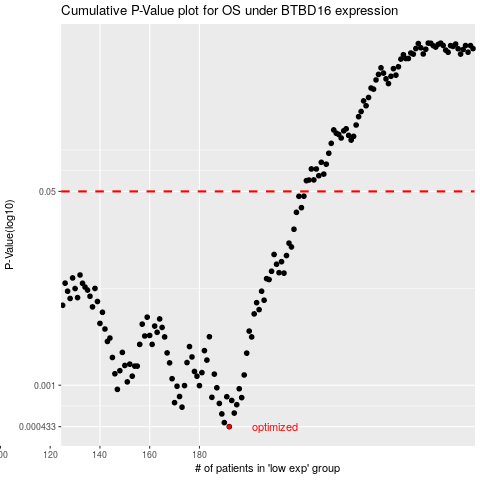 Cumulative P-Value plot for OS under BTBD16 expression
P-Value(log10)
0.05
0.001
0.000433
optimized
00 120 140 160 180
# of patients in 'low exp' group